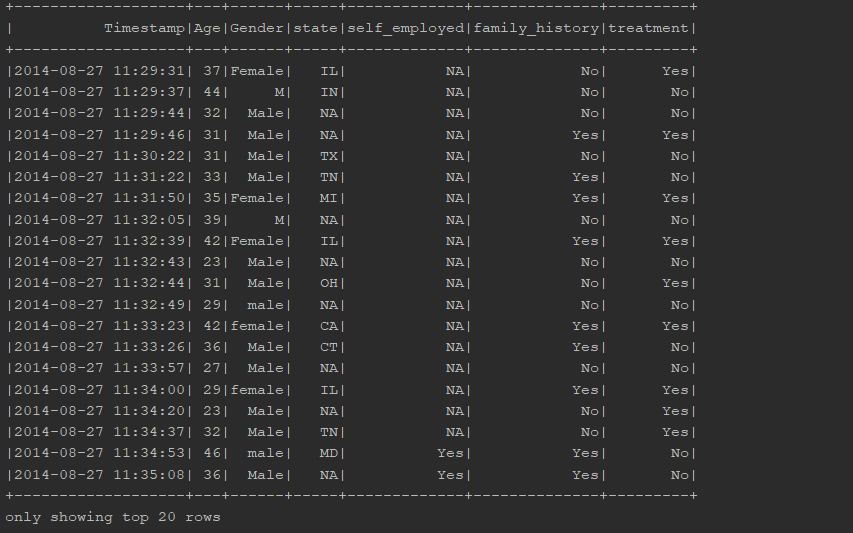 +-------------------+---+------+-----+-------------+--------------+---------+
|          Timestamp|Age|Gender|state|self_employed|family_history|treatment|
+-------------------+---+------+-----+-------------+--------------+---------+
|2014-08-27 11:29:31| 37|Female|   IL|           NA|            No|      Yes|
|2014-08-27 11:29:37| 44|     M|   IN|           NA|            No|       No|
|2014-08-27 11:29:44| 32|  Male|   NA|           NA|            No|       No|
|2014-08-27 11:29:46| 31|  Male|   NA|           NA|           Yes|      Yes|
|2014-08-27 11:30:22| 31|  Male|   TX|           NA|            No|       No|
|2014-08-27 11:31:22| 33|  Male|   TN|           NA|           Yes|       No|
|2014-08-27 11:31:50| 35|Female|   MI|           NA|           Yes|      Yes|
|2014-08-27 11:32:05| 39|     M|   NA|           NA|            No|       No|
|2014-08-27 11:32:39| 42|Female|   IL|           NA|           Yes|      Yes|
|2014-08-27 11:32:43| 23|  Male|   NA|           NA|            No|       No|
|2014-08-27 11:32:44| 31|  Male|   OH|           NA|            No|      Yes|
|2014-08-27 11:32:49| 29|  male|   NA|           NA|            No|       No|
|2014-08-27 11:33:23| 42|female|   CA|           NA|           Yes|      Yes|
|2014-08-27 11:33:26| 36|  Male|   CT|           NA|           Yes|       No|
|2014-08-27 11:33:57| 27|  Male|   NA|           NA|            No|       No|
|2014-08-27 11:34:00| 29|female|   IL|           NA|           Yes|      Yes|
|2014-08-27 11:34:20| 23|  Male|   NA|           NA|            No|      Yes|
|2014-08-27 11:34:37| 32|  Male|   TN|           NA|            No|      Yes|
|2014-08-27 11:34:53| 46|  male|   MD|          Yes|           Yes|       No|
|2014-08-27 11:35:08| 36|  Male|   NA|          Yes|           Yes|       No|
+-------------------+---+------+-----+-------------+--------------+---------+
only showing top 20 rows